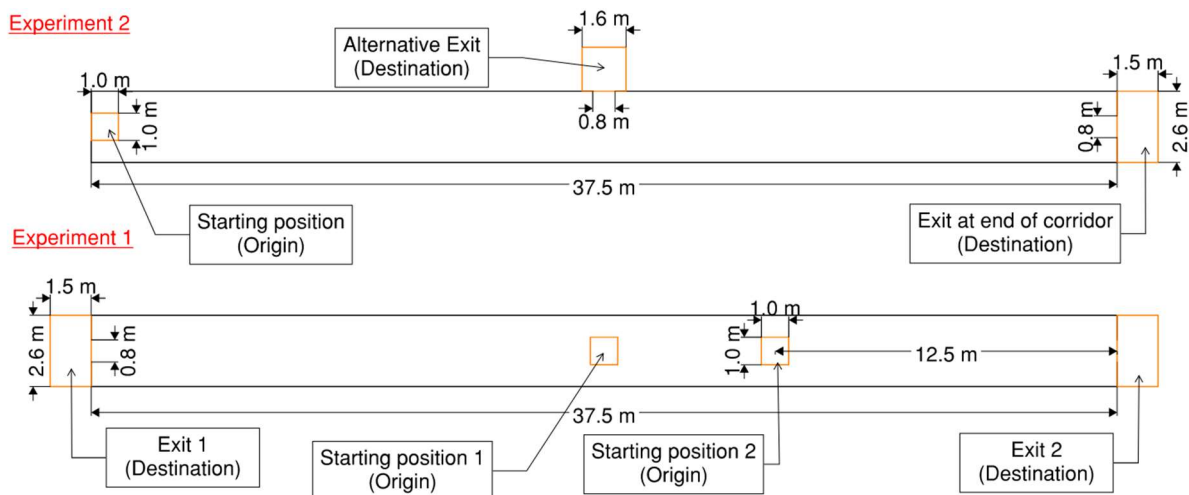 Experiment 2
1.6 m
Alternative Exit
(Destination)
1.0 m
1.5 m
1.0 m
0.8 m
0.8 m
2.6 m
37.5 m
Starting position
(Origin)
Exit at end of corridor
(Destination)
Experiment 1
1.5 m
1.0 m
2.6 m
0.8 m
1.0 m
12.5 m
37.5 m
Exit 1
(Destination)
Starting position 1
(Origin)
Starting position 2
(Origin)
Exit 2
(Destination)